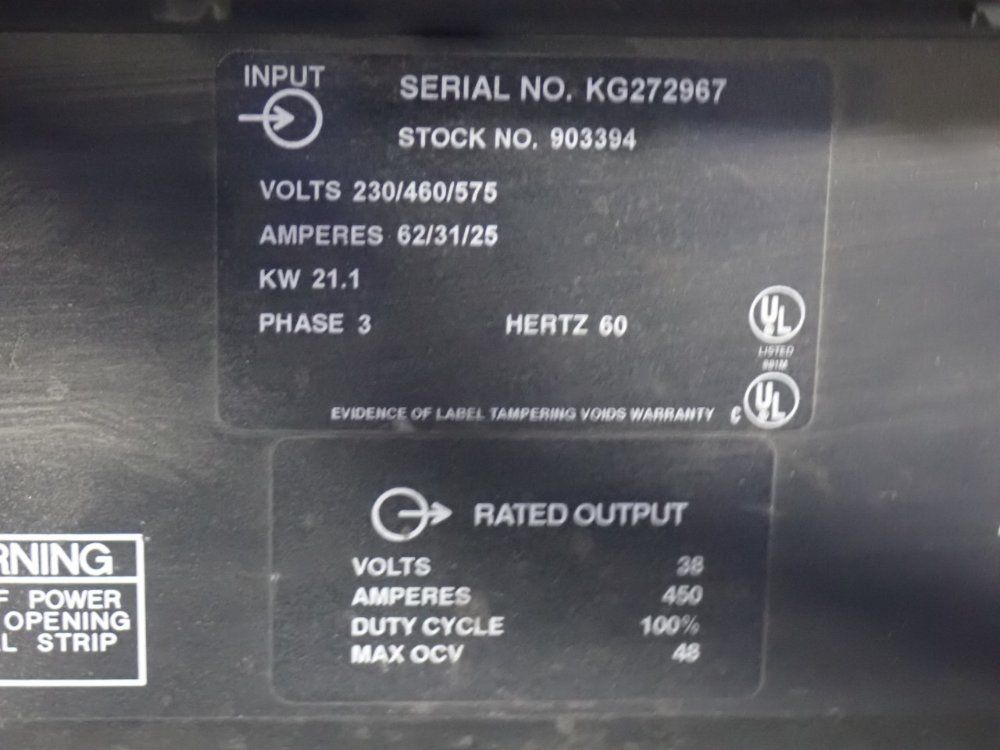 INPUT
SERIAL NO. KG272967
STOCK NO. 903394
VOLTS 230/460/575
AMPERES 62/31/25
KW 21.1
PHASE 3 HERTZ 60
UL
LISTED
EVIDENCE OF LABEL TAMPERING VOIDS WARRANTY
C UL
RATED OUTPUT
VOLTS 38
AMPERES 450
DUTY CYCLE 100%
MAX OCV 48
RNING
F POWER
OPENING
L STRIP